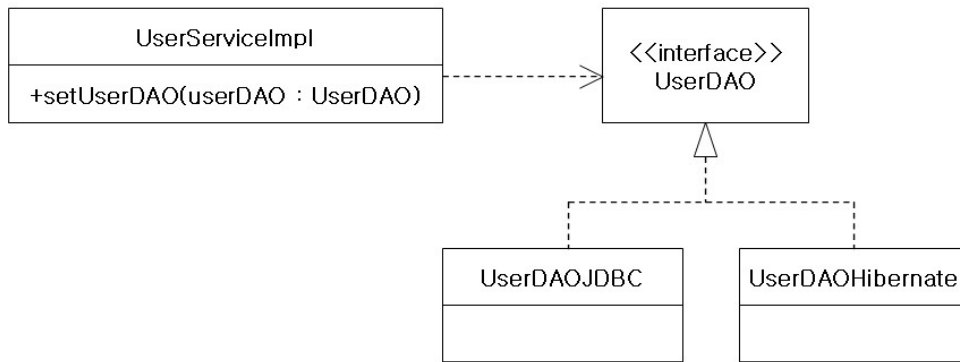 UserServiceImpl
+setUserDAO(userDAO : UserDAO)
<<interface>>
UserDAO
UserDAOJDBC
UserDAOHibernate